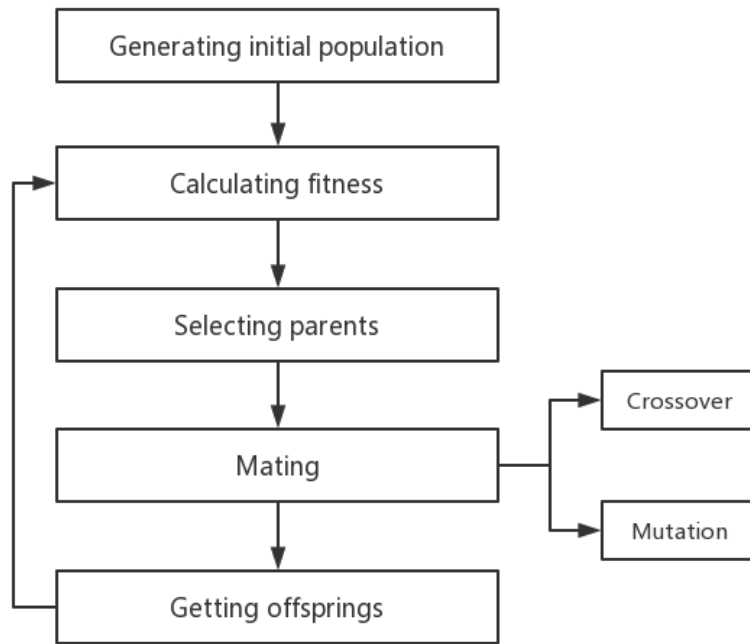 Generating initial population
Calculating fitness
Selecting parents
Crossover
Mating
Mutation
Getting offsprings